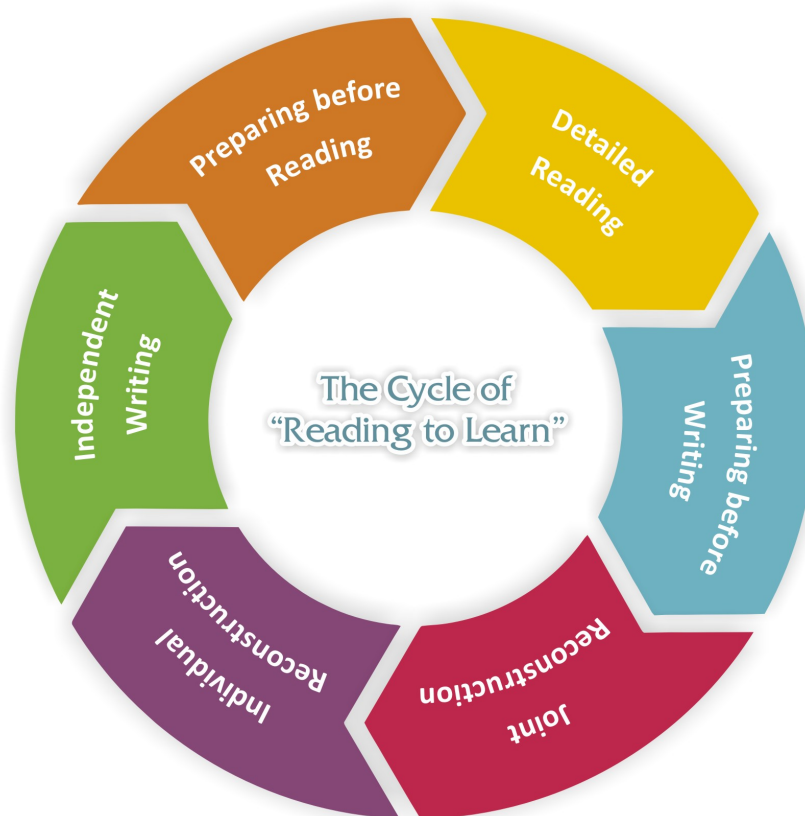 The Cycle of
“Reading to Learn”
Preparing before
Reading
Detailed
Reading
Preparing before
Writing
Joint
Reconstruction
Individual
Reconstruction
Independent
Writing